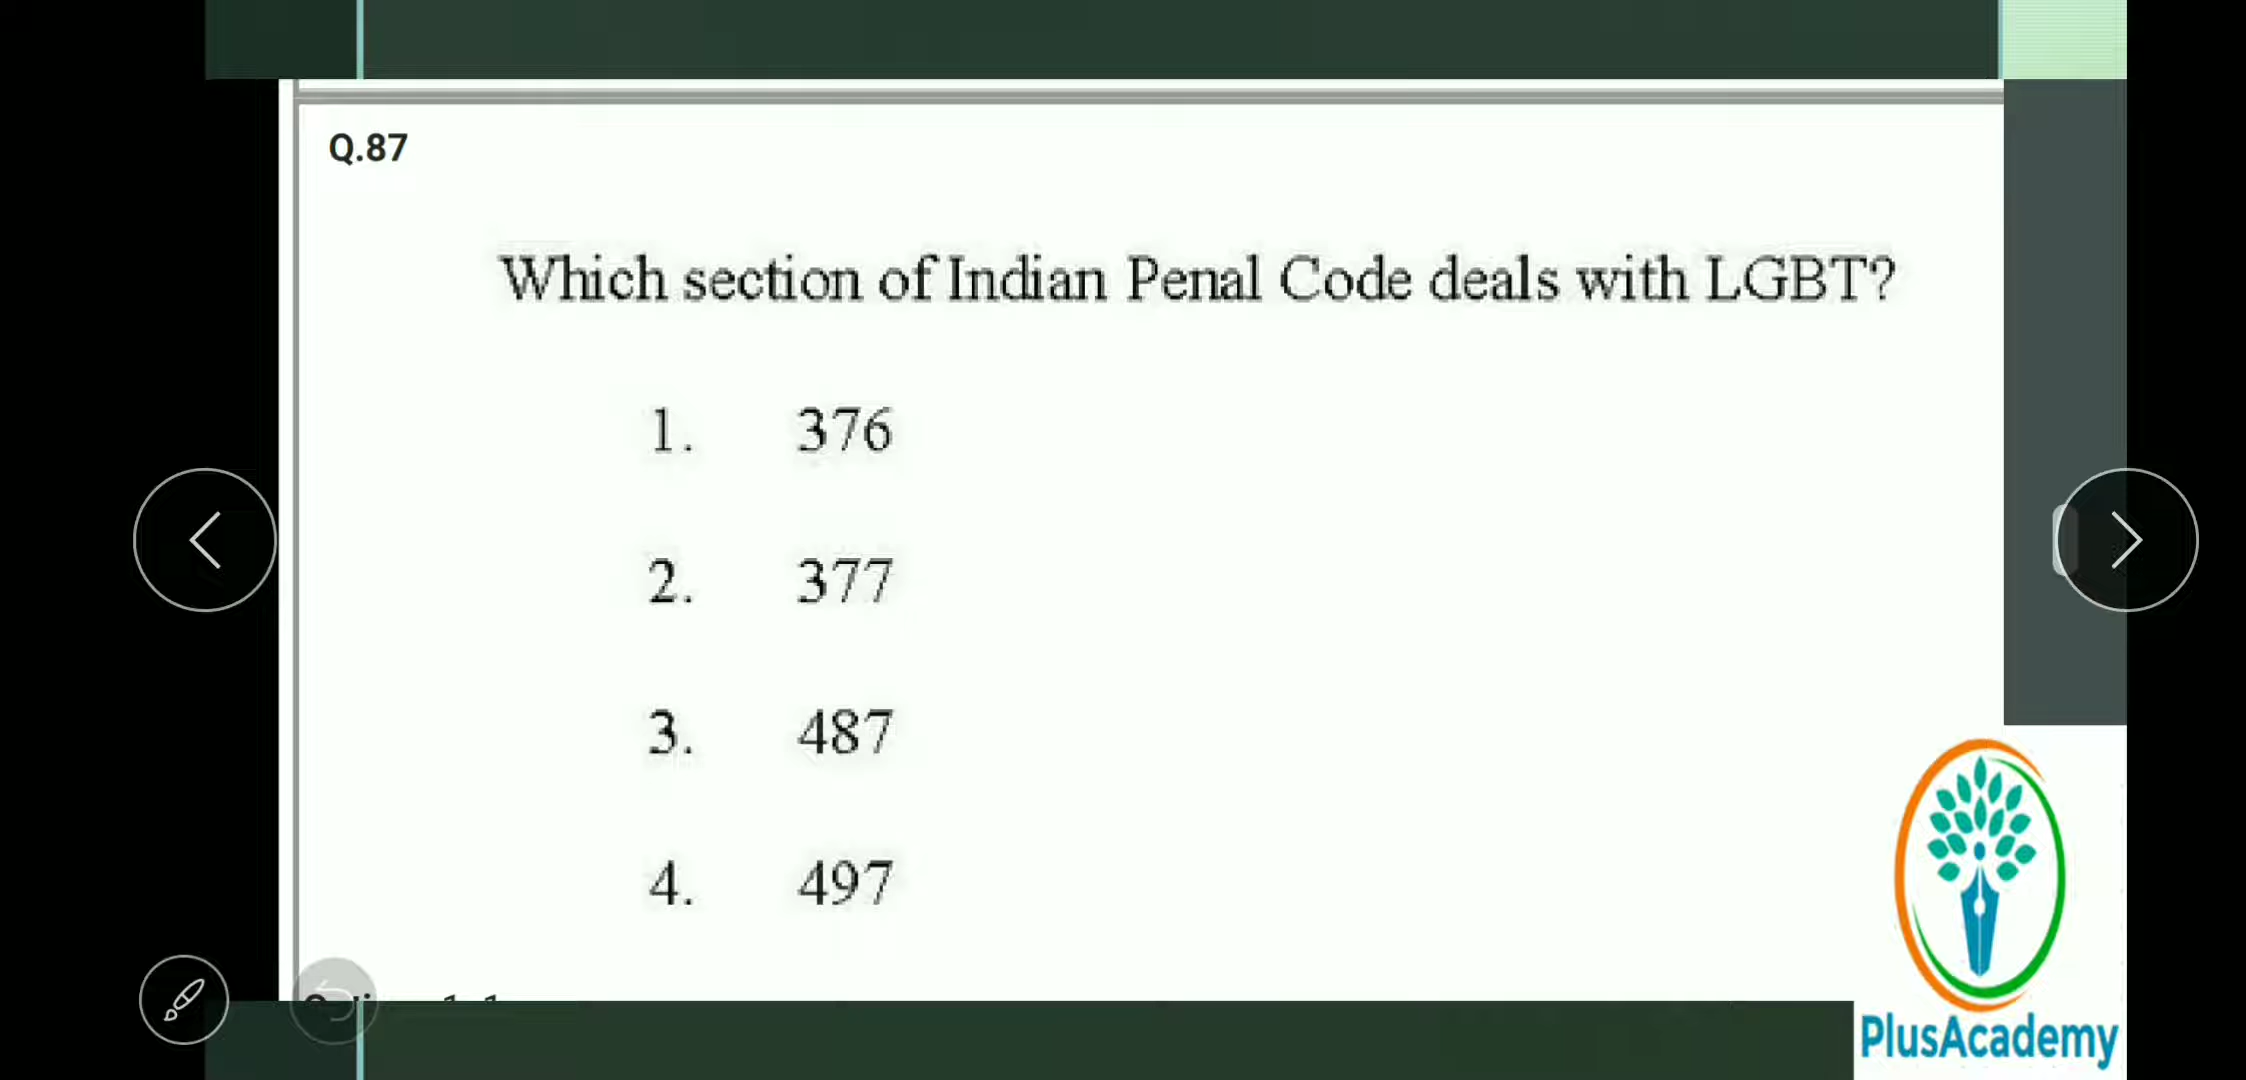 Q.87
Which section of Indian Penal Code deals with LGBT?
1. 376
2. 377
3. 487
4. 497
PlusAcademy